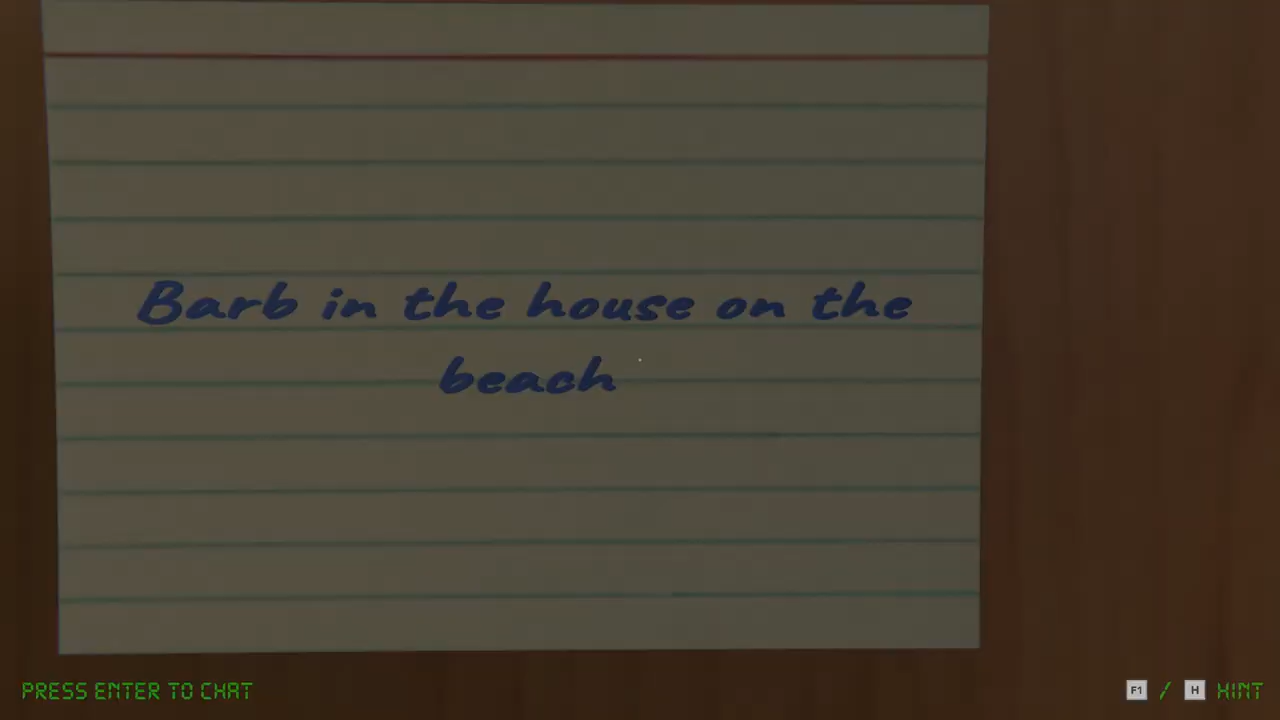 Barb in the house on the
beach
PRESS ENTER TO CHAT
F1 / H HINT